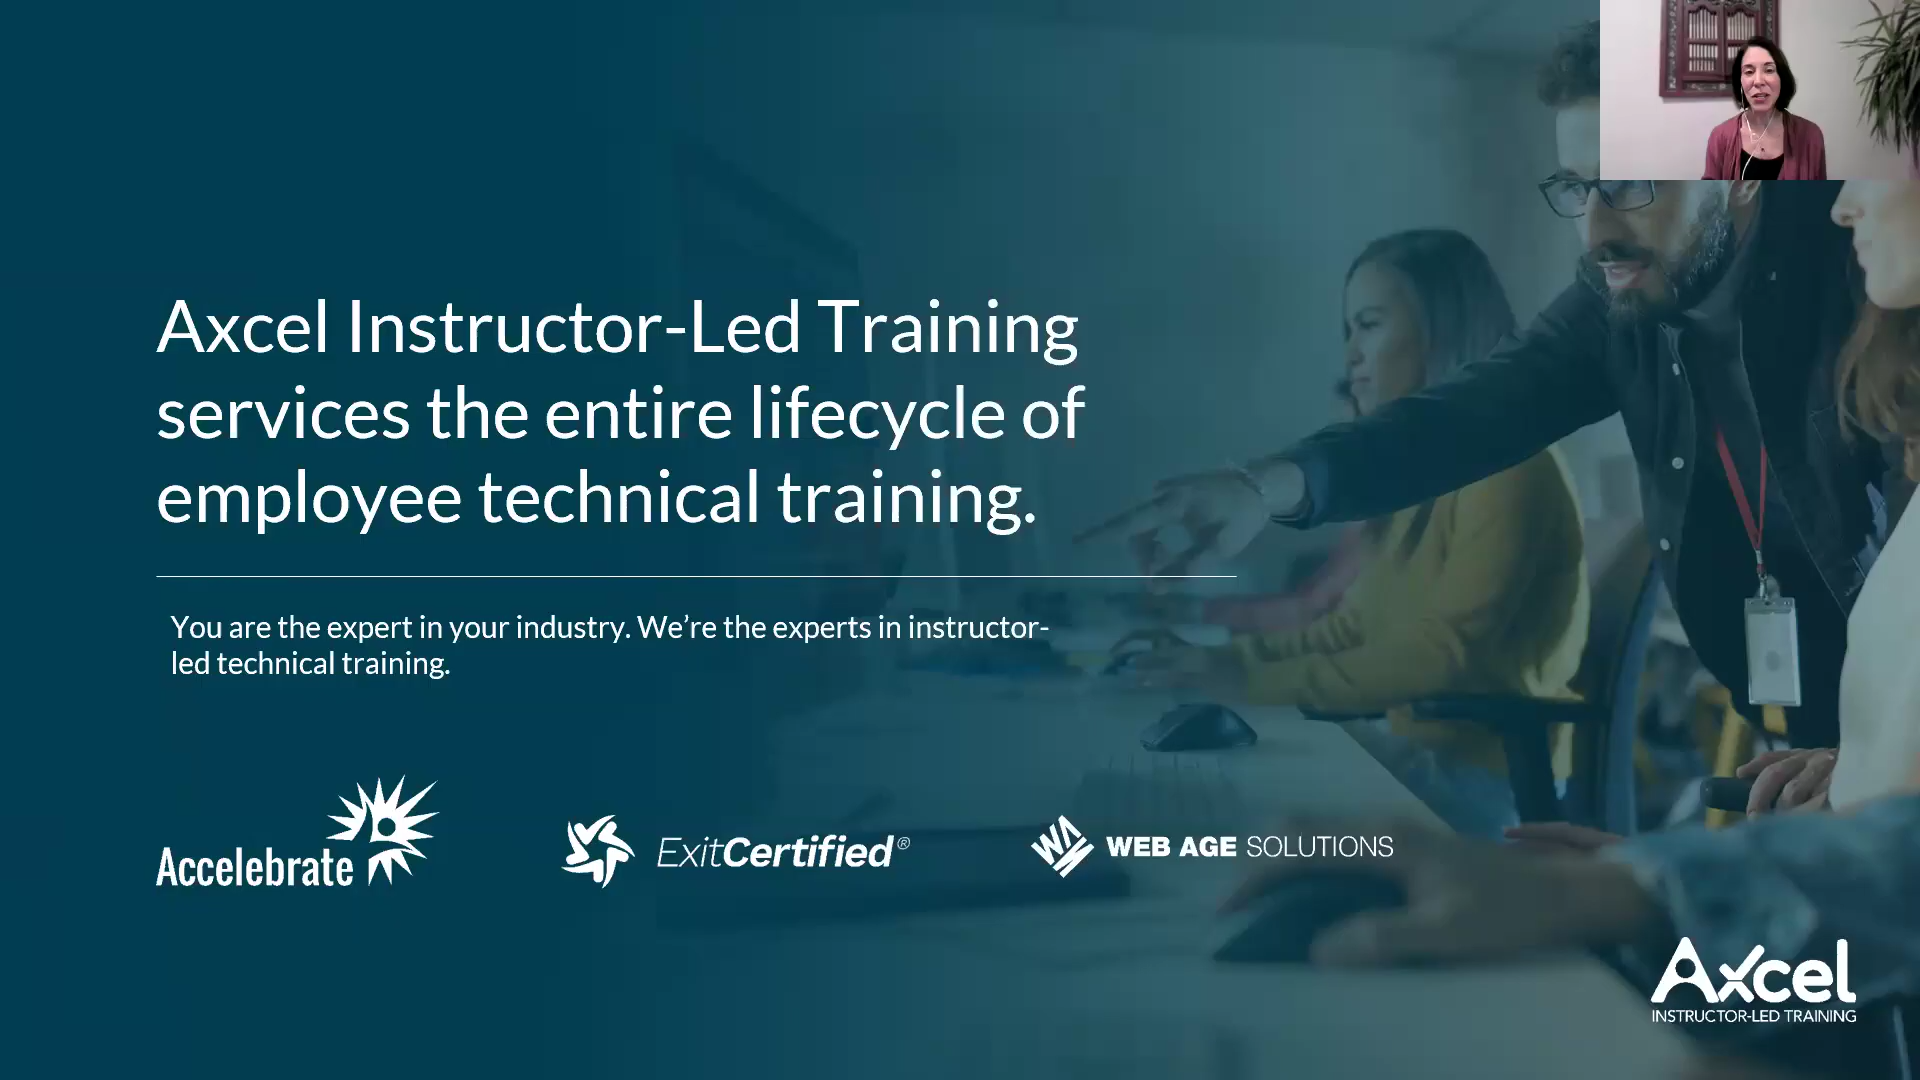 Axcel Instructor-Led Training
services the entire lifecycle of
employee technical training.
You are the expert in your industry. We’re the experts in instructor-
led technical training.
Accelebrate
ExitCertified®
WEB AGE SOLUTIONS
Axcel
INSTRUCTOR-LED TRAINING